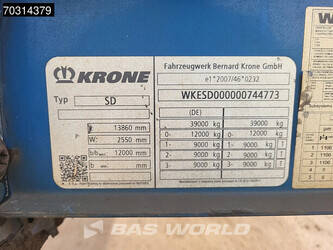 70314379
KRONE
Fahrzeugwerk Bernard Krone GmbH
e1*2007/46*0232
Typ SD
WKESD000000744773
(DE)
13860 mm
39000 kg 39000 kg
W: 2550 mm
0- 12000 kg 0- 12000 kg
12000 mm
1- 9000 kg 1- 9000 kg T
b mm
2- 9000 kg 2- 9000 kg T
3- 9000 kg 3- 9000 kg T
WKE
BAS WORLD